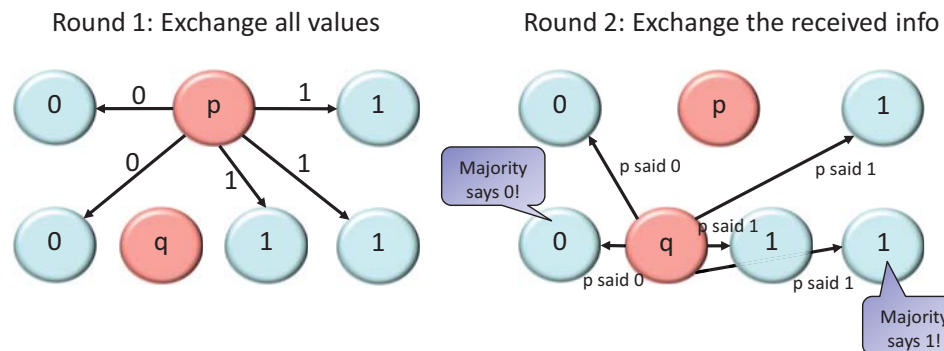 Round 1: Exchange all values
Round 2: Exchange the received info
0
0
p
1
1
0
1
1
0
q
1
1
0
p
1
p said 0
p said 1
Majority
says 0!
0
q
p said 1
1
1
p said 0
p said 1
Majority
says 1!